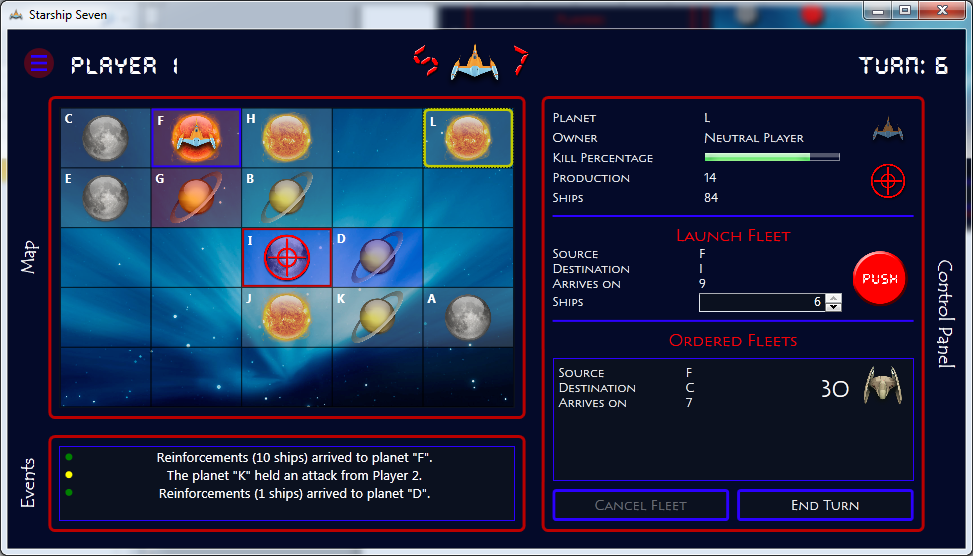 Starship Seven
PLAYER 1
S 7
TURN: 6
Map
C
F
H
L
E
G
B
I
D
J
K
A
Events
Reinforcements (10 ships) arrived to planet "F".
The planet "K" held an attack from Player 2.
Reinforcements (1 ships) arrived to planet "D".
Planet L
Owner Neutral Player
Kill Percentage
Production 14
Ships 84
Launch Fleet
Source F
Destination I
Arrives on 9
Ships 6
PUSH
Ordered Fleets
Source F
Destination C
Arrives on 7
30
Cancel Fleet
End Turn
Control Panel